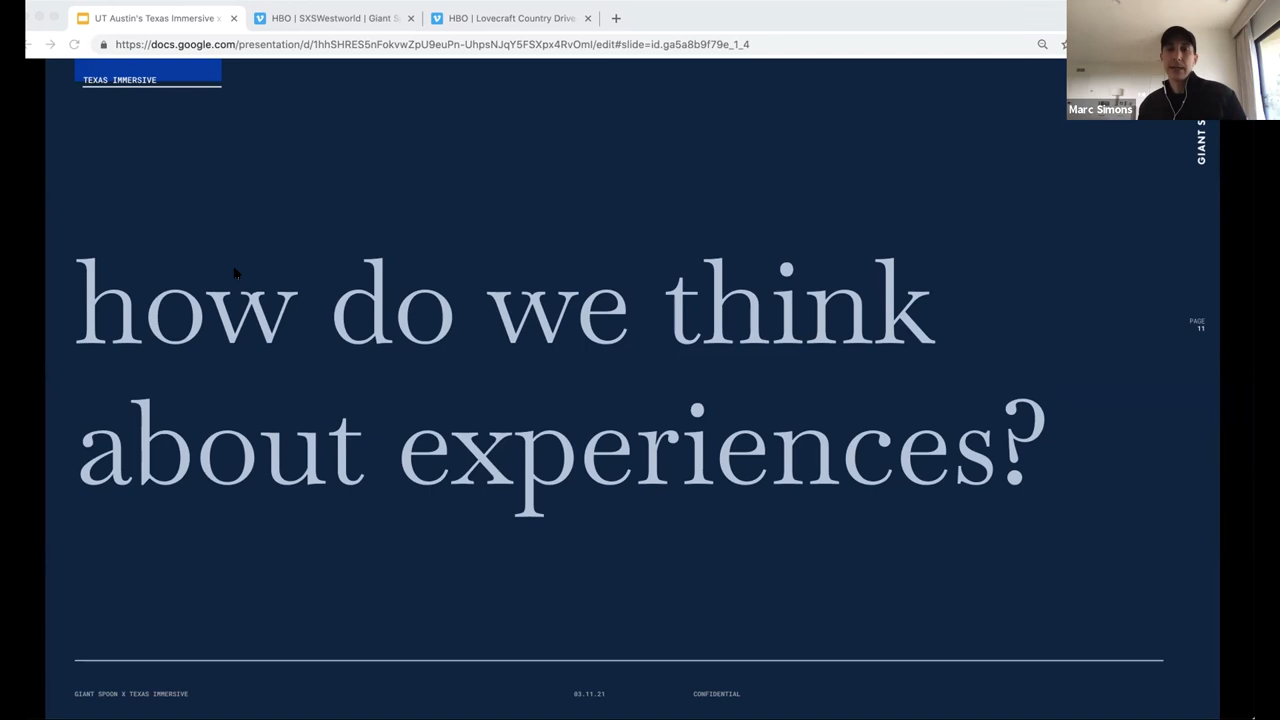 UT Austin's Texas Immersive x
HBO | SXSWestworld | Giant S
HBO | Lovecraft Country Drive
https://docs.google.com/presentation/d/1hhSHRES5nFokvwZpU9euPn-UhpsNJqY5FSXpx4RvOmI/edit#slide=id.ga5a8b9f79e_1_4
Marc Simons
TEXAS IMMERSIVE
GIANT S
how do we think
about experiences?
PAGE
11
GIANT SPOON X TEXAS IMMERSIVE
03.11.21
CONFIDENTIAL